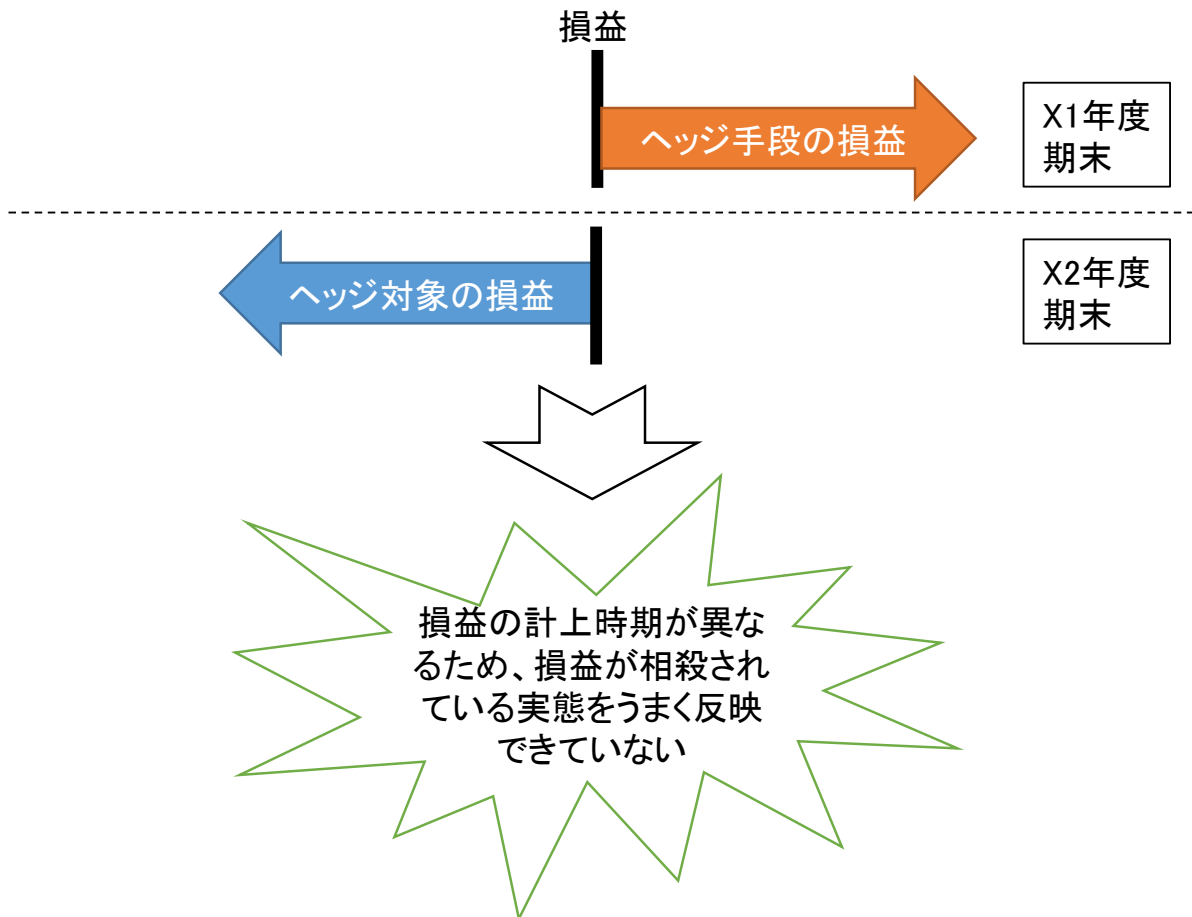 損益
ヘッジ手段の損益
X1年度
期末
ヘッジ対象の損益
X2年度
期末
損益の計上時期が異な
るため、損益が相殺され
ている実態をうまく反映
できていない